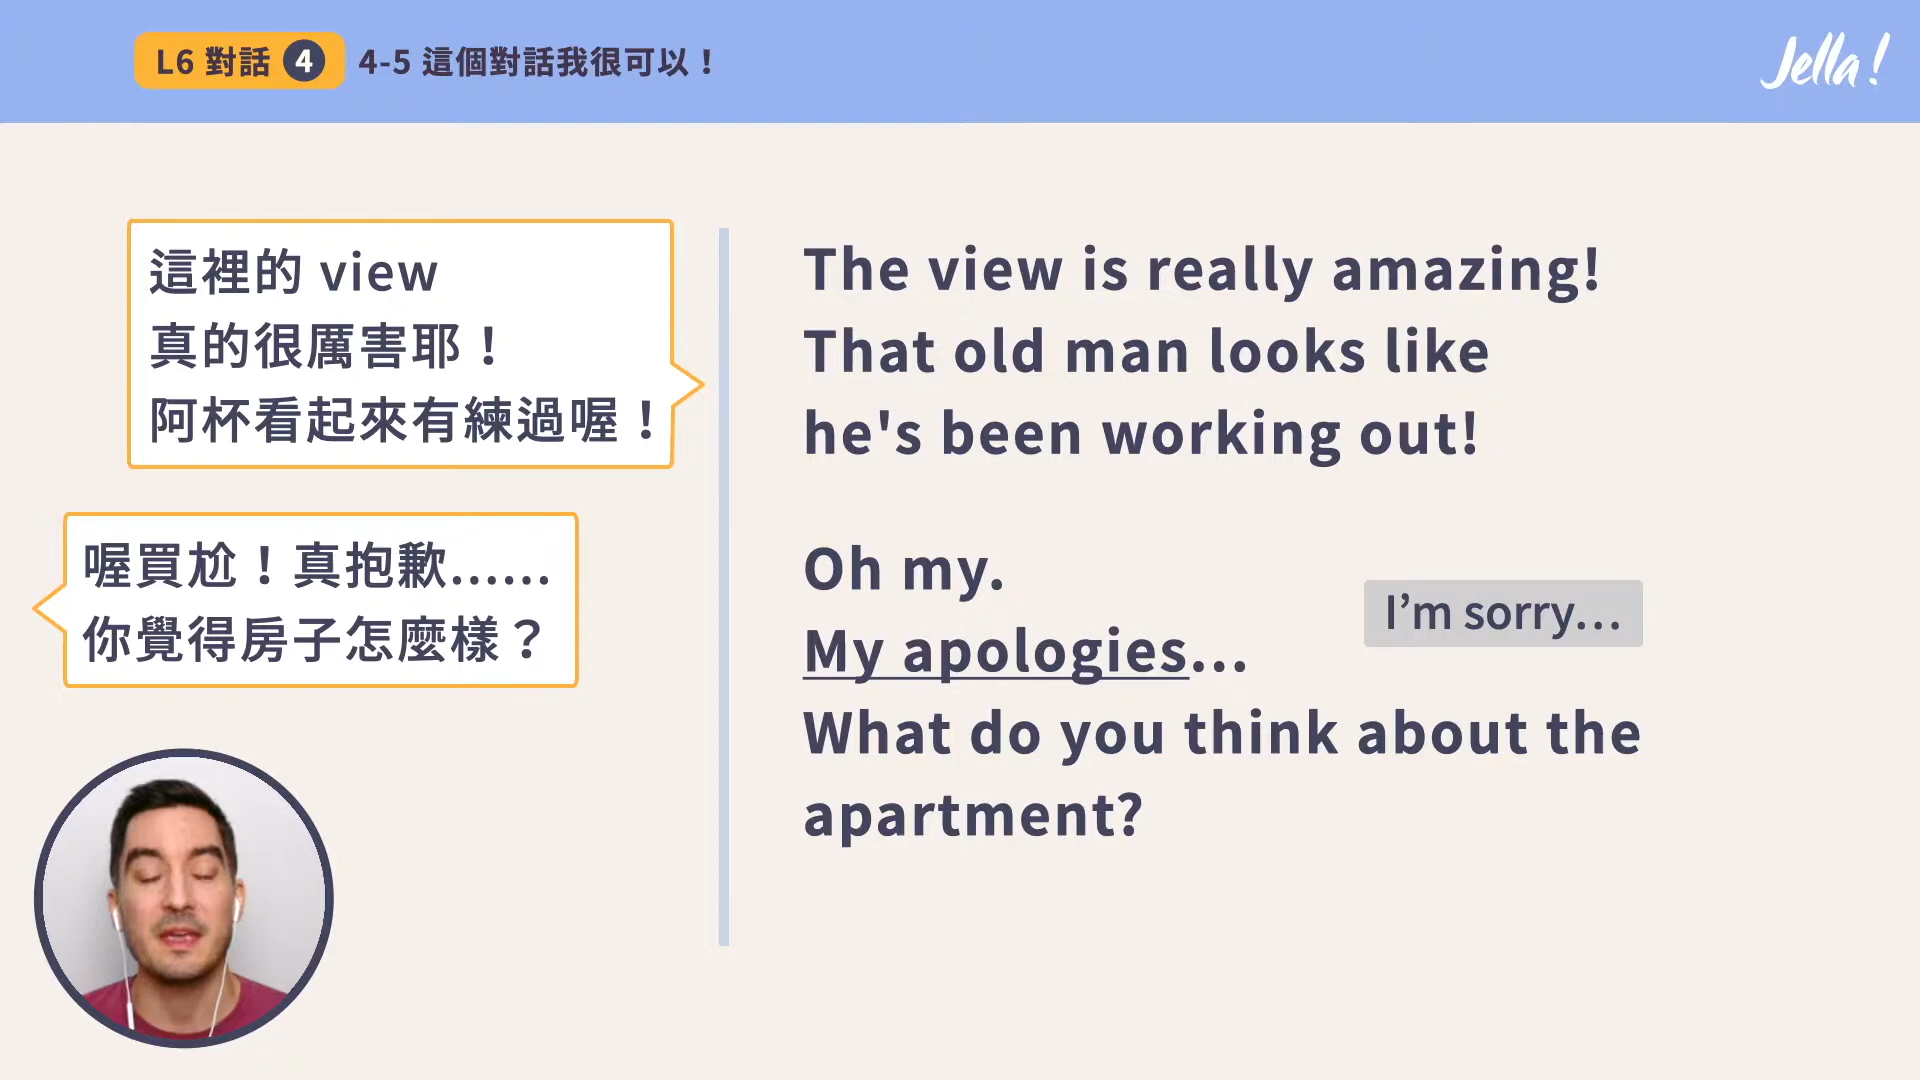 L6 對話 4 4-5 這個對話我很可以！
Jella!
這裡的 view
真的很厲害耶！
阿杯看起來有練過喔！
喔買尬！真抱歉……
你覺得房子怎麼樣？
The view is really amazing!
That old man looks like
he's been working out!
Oh my.
My apologies...
I’m sorry…
What do you think about the
apartment?